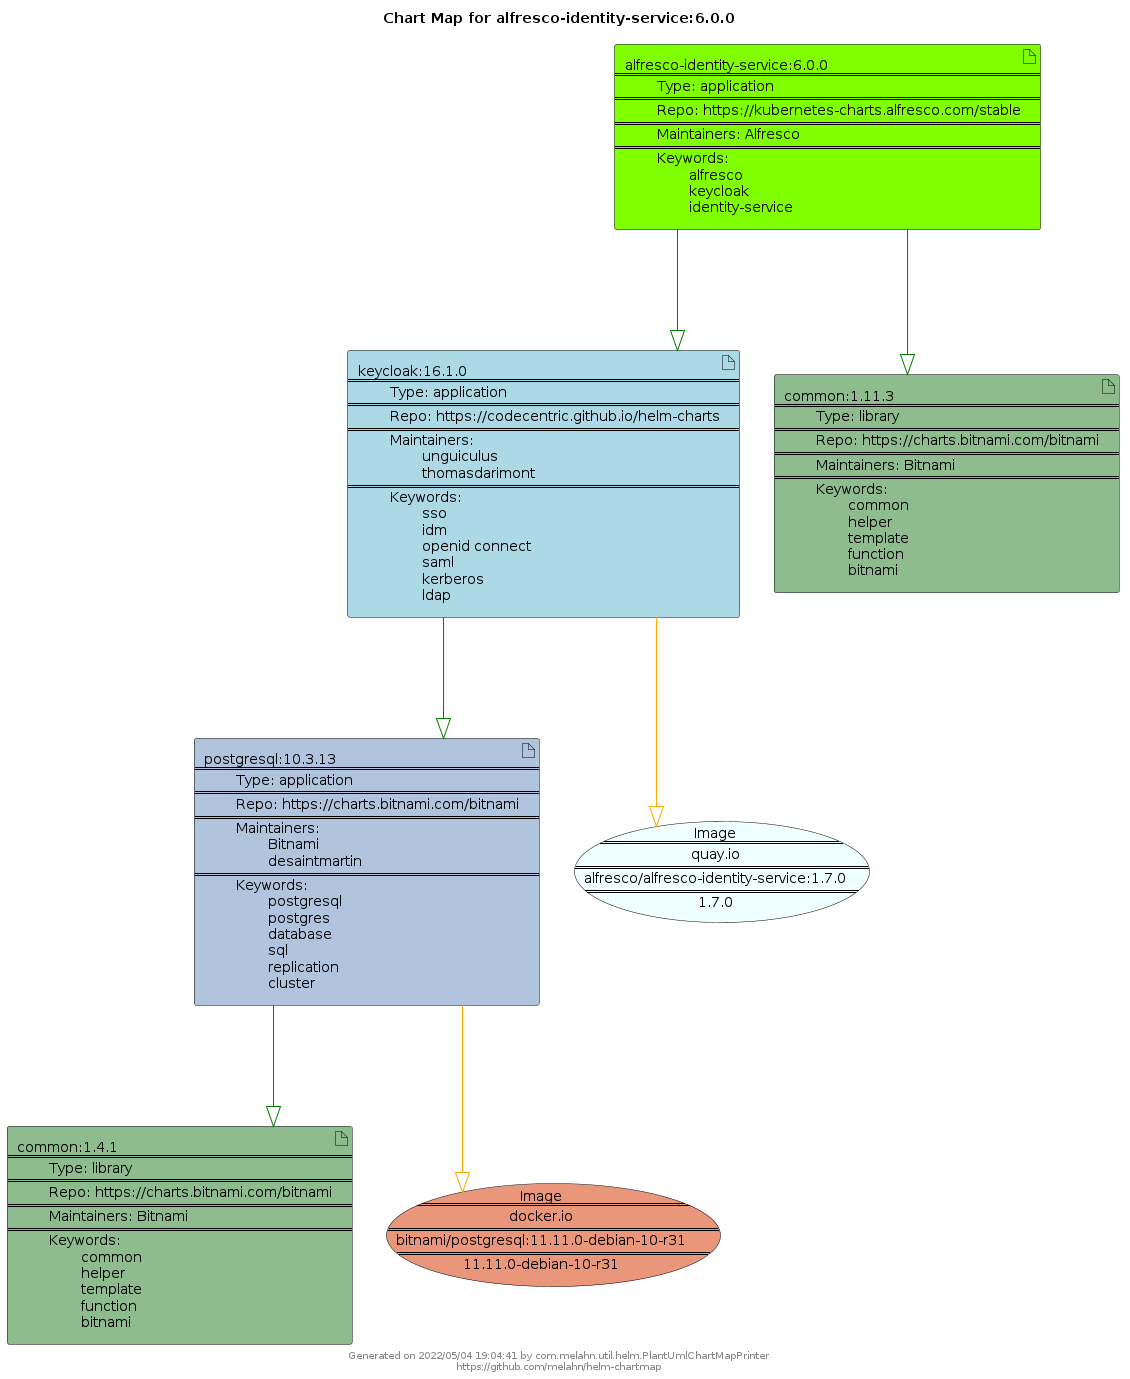 Chart Map for alfresco-identity-service:6.0.0
alfresco-identity-service:6.0.0
Type: application
Repo: https://kubernetes-charts.alfresco.com/stable
Maintainers: Alfresco
Keywords:
alfresco
keycloak
identity-service
keycloak:16.1.0
Type: application
Repo: https://codecentric.github.io/helm-charts
Maintainers:
unguiculus
thomasdarimont
Keywords:
sso
idm
openid connect
saml
kerberos
ldap
common:1.11.3
Type: library
Repo: https://charts.bitnami.com/bitnami
Maintainers: Bitnami
Keywords:
common
helper
template
function
bitnami
postgresql:10.3.13
Type: application
Repo: https://charts.bitnami.com/bitnami
Maintainers:
Bitnami
desaintmartin
Keywords:
postgresql
postgres
database
sql
replication
cluster
Image
quay.io
alfresco/alfresco-identity-service:1.7.0
1.7.0
common:1.4.1
Type: library
Repo: https://charts.bitnami.com/bitnami
Maintainers: Bitnami
Keywords:
common
helper
template
function
bitnami
Image
docker.io
bitnami/postgresql:11.11.0-debian-10-r31
11.11.0-debian-10-r31
Generated on 2022/05/04 19:04:41 by com.melahn.util.helm.PlantUmlChartMapPrinter
https://github.com/melahn/helm-chartmap